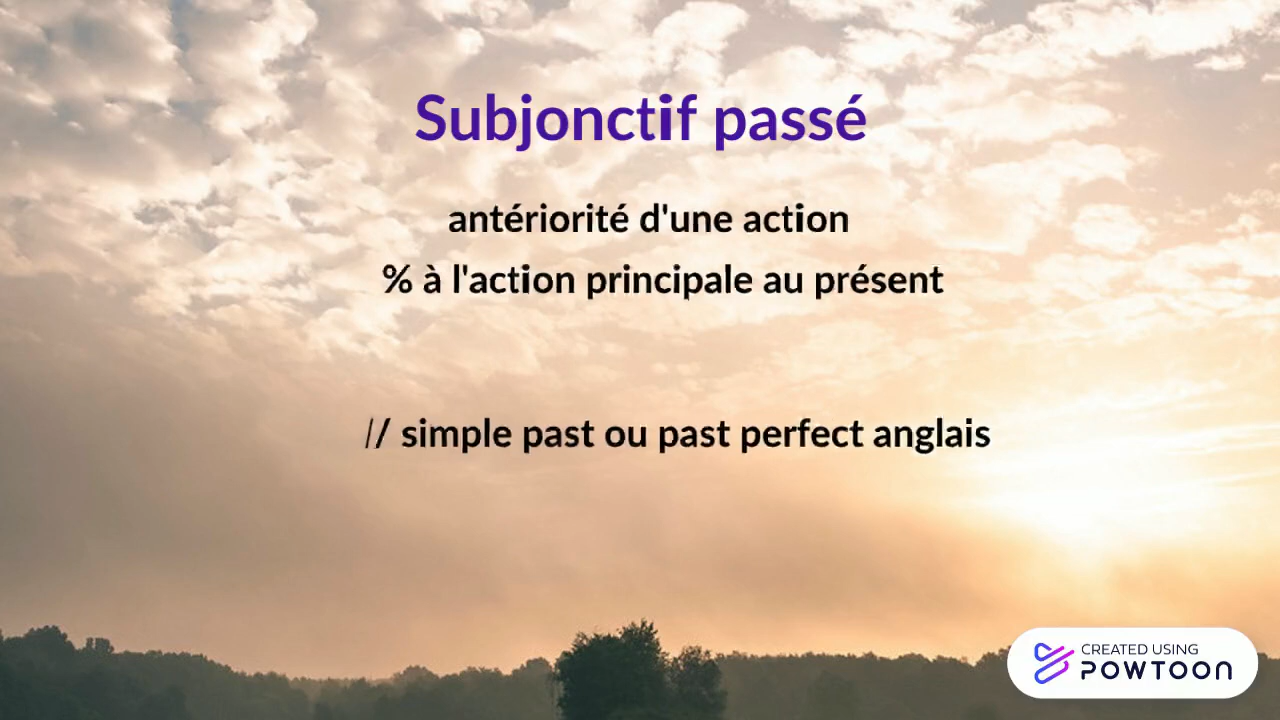 Subjonctif passé
antériorité d'une action
% à l'action principale au présent
// simple past ou past perfect anglais
CREATED USING
POWTOON